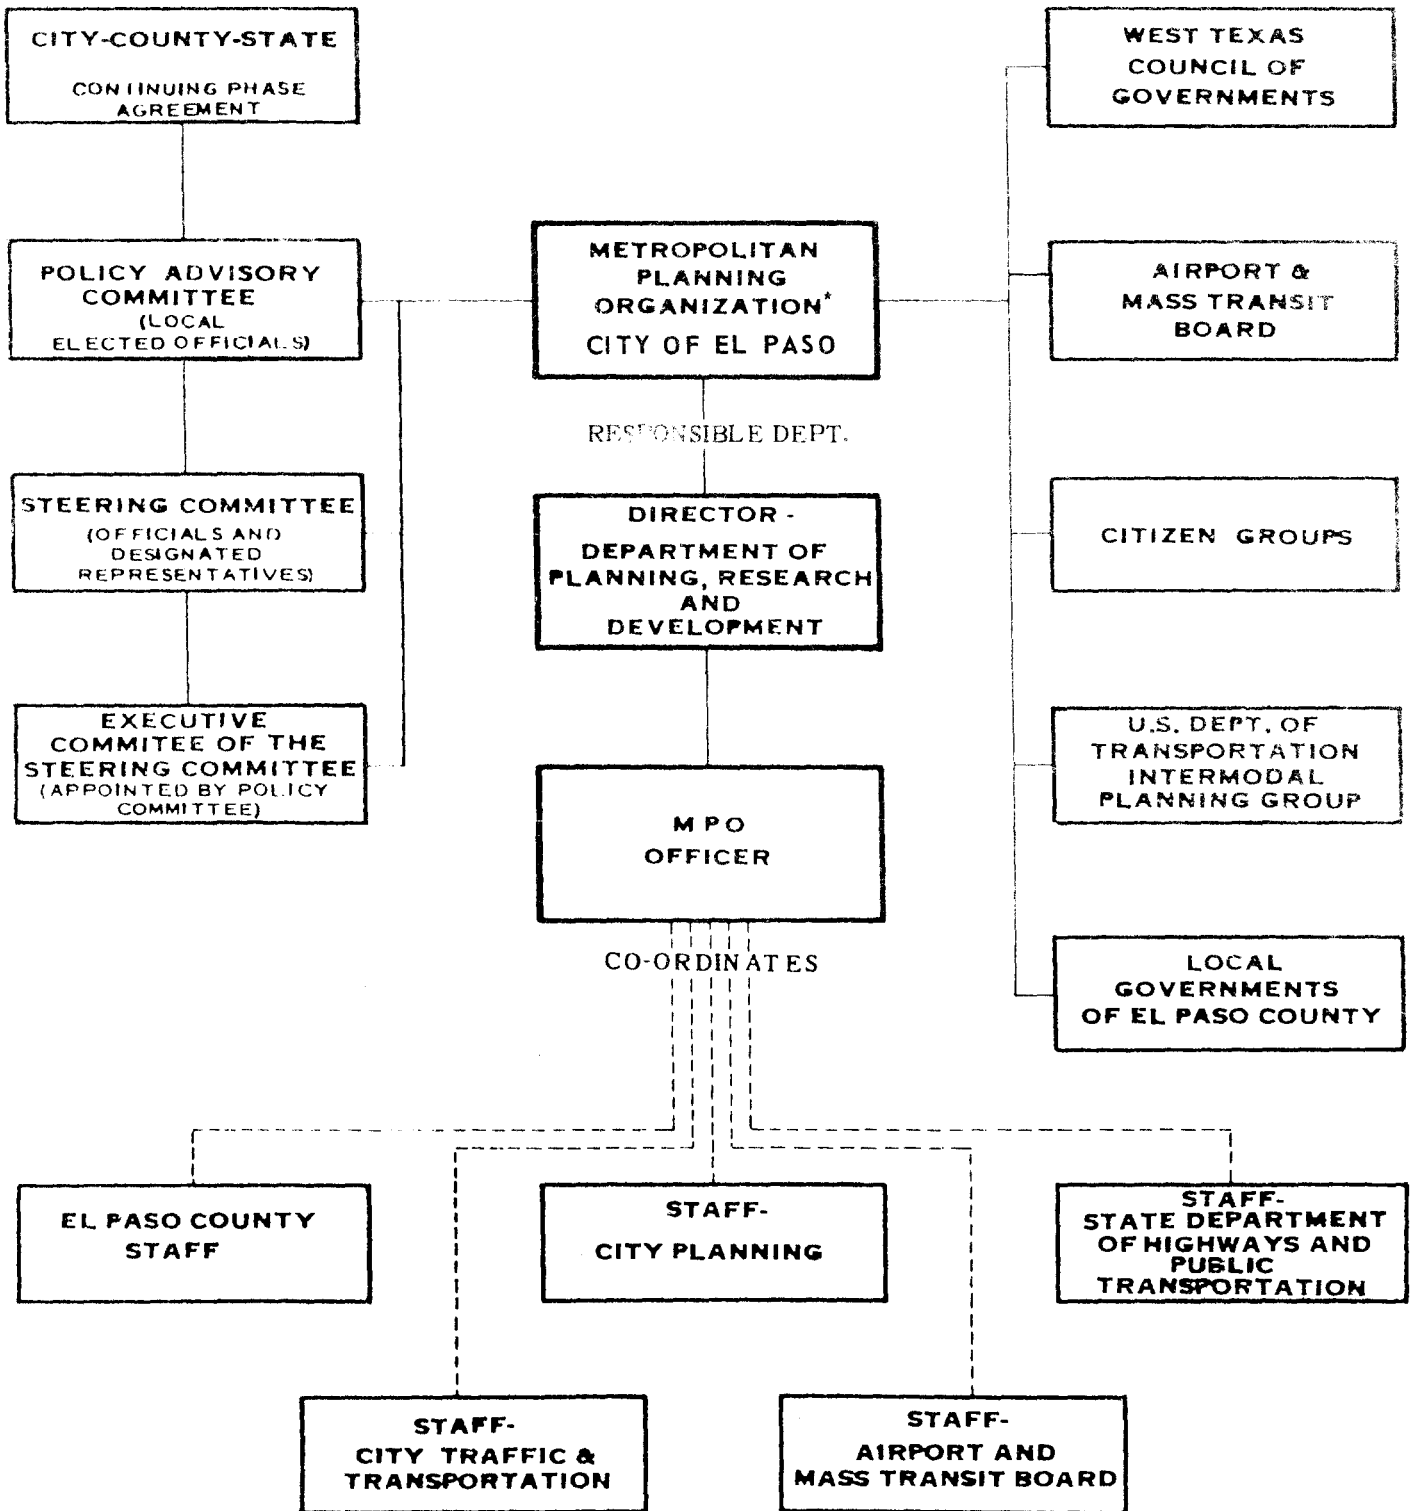 CITY-COUNTY-STATE
CONTINUING PHASE
AGREEMENT
POLICY ADVISORY
COMMITTEE
(LOCAL
ELECTED OFFICIALS)
STEERING COMMITTEE
(OFFICIALS AND
DESIGNATED
REPRESENTATIVES)
EXECUTIVE
COMMITEE OF THE
STEERING COMMITTEE
(APPOINTED BY POLICY
COMMITTEE)
METROPOLITAN
PLANNING
ORGANIZATION*
CITY OF EL PASO
RESPONSIBLE DEPT.
DIRECTOR -
DEPARTMENT OF
PLANNING, RESEARCH
AND
DEVELOPMENT
MPO
OFFICER
CO-ORDINATES
WEST TEXAS
COUNCIL OF
GOVERNMENTS
AIRPORT &
MASS TRANSIT
BOARD
CITIZEN GROUPS
U.S. DEPT. OF
TRANSPORTATION
INTERMODAL
PLANNING GROUP
LOCAL
GOVERNMENTS
OF EL PASO COUNTY
EL PASO COUNTY
STAFF
STAFF-
CITY PLANNING
STAFF-
STATE DEPARTMENT
OF HIGHWAYS AND
PUBLIC
TRANSPORTATION
STAFF-
CITY TRAFFIC &
TRANSPORTATION
STAFF-
AIRPORT AND
MASS TRANSIT BOARD